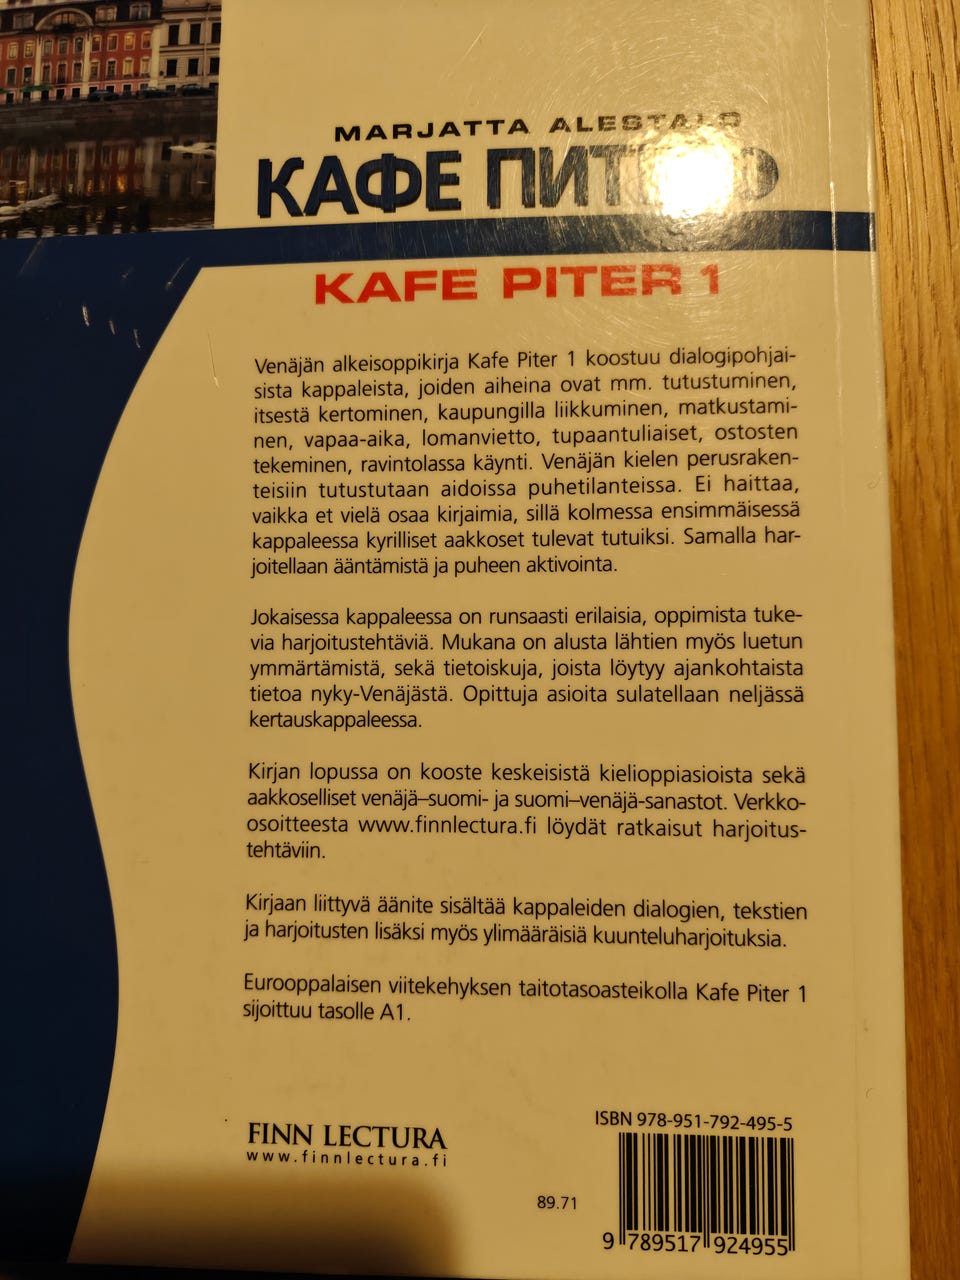 MARJATTA ALESTALO
КАФЕ ПИТЕР
KAFE PITER 1
Venäjän alkeisoppikirja Kafe Piter 1 koostuu dialogipohjai-
sista kappaleista, joiden aiheina ovat mm. tutustuminen,
itsestä kertominen, kaupungilla liikkuminen, matkustami-
nen, vapaa-aika, lomanvietto, tupaantuliaiset, ostosten
tekeminen, ravintolassa käynti. Venäjän kielen perusraken-
teisiin tutustutaan aidoissa puhetilanteissa. Ei haittaa,
vaikka et vielä osaa kirjaimia, sillä kolmessa ensimmäisessä
kappaleessa kyrilliset aakkoset tulevat tutuiksi. Samalla har-
joitellaan ääntämistä ja puheen aktivointa.
Jokaisessa kappaleessa on runsaasti erilaisia, oppimista tuke-
via harjoitustehtäviä. Mukana on alusta lähtien myös luetun
ymmärtämistä, sekä tietoiskuja, joista löytyy ajankohtaista
tietoa nyky-Venäjästä. Opittuja asioita sulatellaan neljässä
kertauskappaleessa.
Kirjan lopussa on kooste keskeisistä kielioppiasioista sekä
aakkoselliset venäjä–suomi- ja suomi–venäjä-sanastot. Verkko-
osoitteesta www.finnlectura.fi löydät ratkaisut harjoitus-
tehtäviin.
Kirjaan liittyvä äänite sisältää kappaleiden dialogien, tekstien
ja harjoitusten lisäksi myös ylimääräisiä kuunteluharjoituksia.
Eurooppalaisen viitekehyksen taitotasoasteikolla Kafe Piter 1
sijoittuu tasolle A1.
FINN LECTURA
www.finnlectura.fi
ISBN 978-951-792-495-5
89.71
9 789517 924955